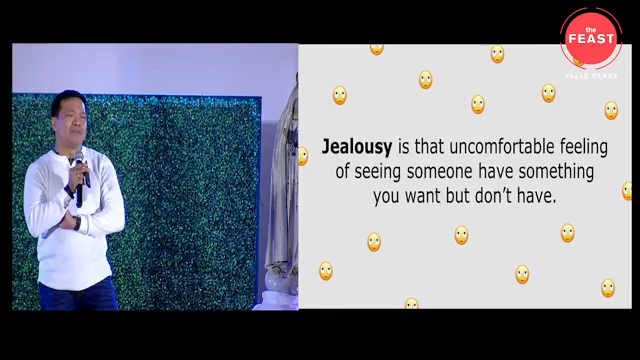 the
FEAST
VALLE VERDE
Jealousy is that uncomfortable feeling
of seeing someone have something
you want but don't have.